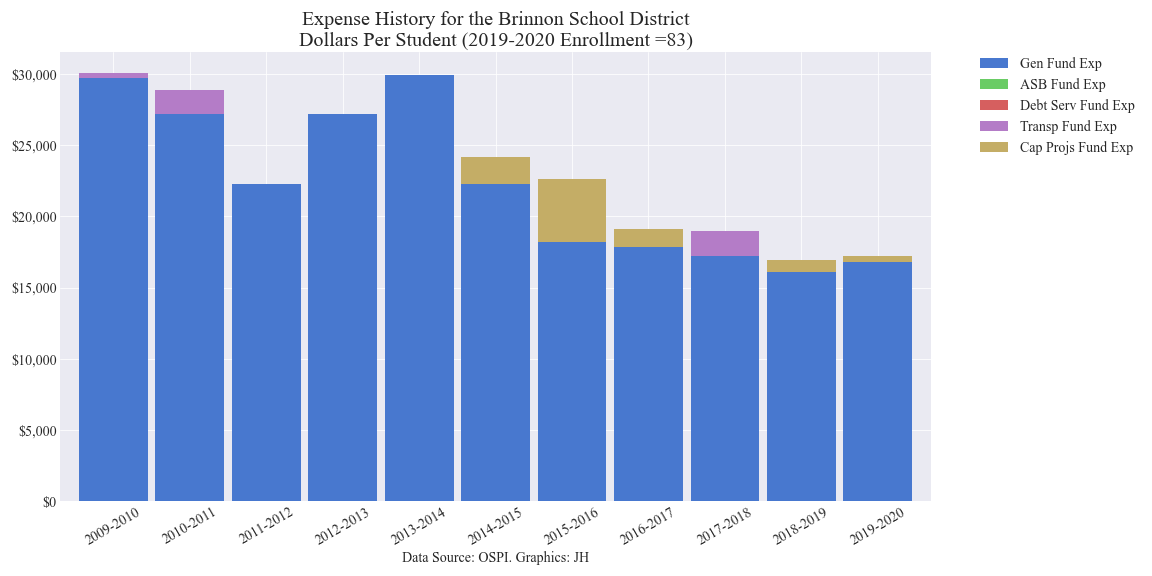 Expense History for the Brinnon School District
Dollars Per Student (2019-2020 Enrollment =83)
$30,000
$25,000
$20,000
$15,000
$10,000
$5,000
$0
2009-2010
2010-2011
2011-2012
2012-2013
2013-2014
2014-2015
2015-2016
2016-2017
2017-2018
2018-2019
2019-2020
Data Source: OSPI. Graphics: JH
Gen Fund Exp
ASB Fund Exp
Debt Serv Fund Exp
Transp Fund Exp
Cap Projs Fund Exp